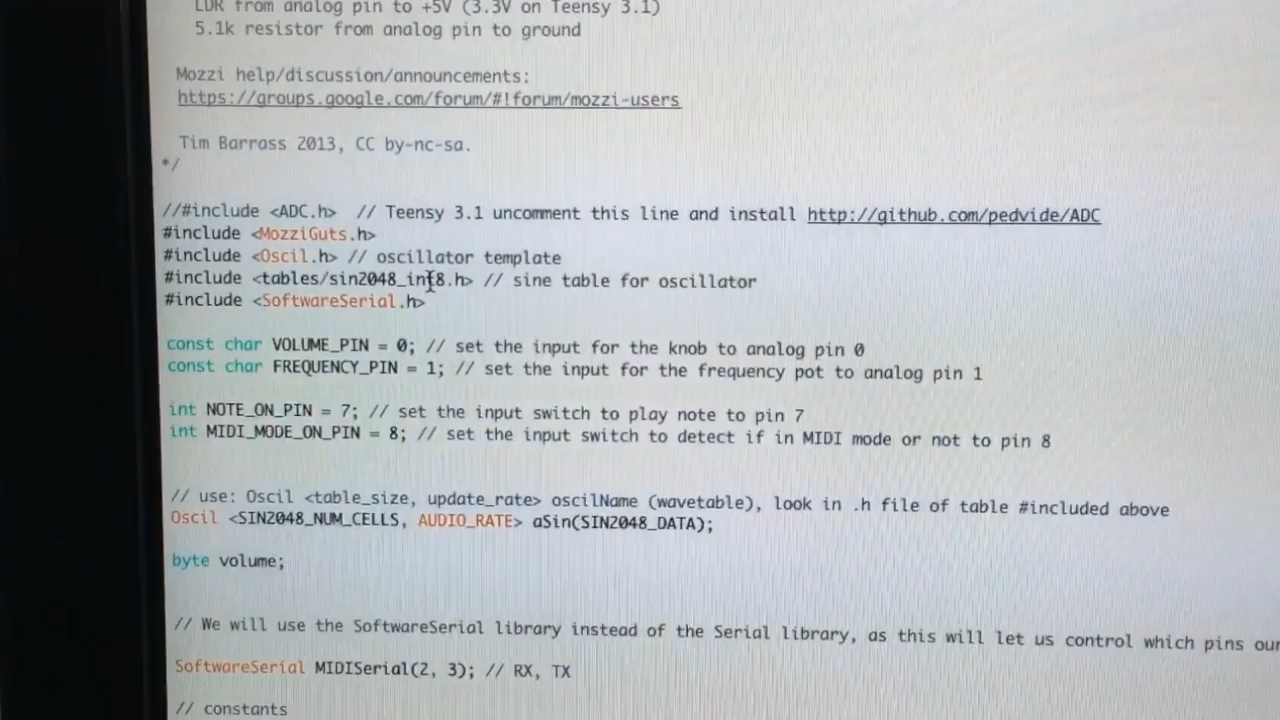 LDR from analog pin to +5V (3.3V on Teensy 3.1)
5.1k resistor from analog pin to ground
Mozzi help/discussion/announcements:
https://groups.google.com/forum/#!forum/mozzi-users
Tim Barrass 2013, CC by-nc-sa.
*/
//#include <ADC.h>  // Teensy 3.1 uncomment this line and install http://github.com/pedvide/ADC
#include <MozziGuts.h>
#include <Oscil.h> // oscillator template
#include <tables/sin2048_int8.h> // sine table for oscillator
#include <SoftwareSerial.h>
const char VOLUME_PIN = 0; // set the input for the knob to analog pin 0
const char FREQUENCY_PIN = 1; // set the input for the frequency pot to analog pin 1
int NOTE_ON_PIN = 7; // set the input switch to play note to pin 7
int MIDI_MODE_ON_PIN = 8; // set the input switch to detect if in MIDI mode or not to pin 8
// use: Oscil <table_size, update_rate> oscilName (wavetable), look in .h file of table #included above
Oscil <SIN2048_NUM_CELLS, AUDIO_RATE> aSin(SIN2048_DATA);
byte volume;
// We will use the SoftwareSerial library instead of the Serial library, as this will let us control which pins our
SoftwareSerial MIDISerial(2, 3); // RX, TX
// constants